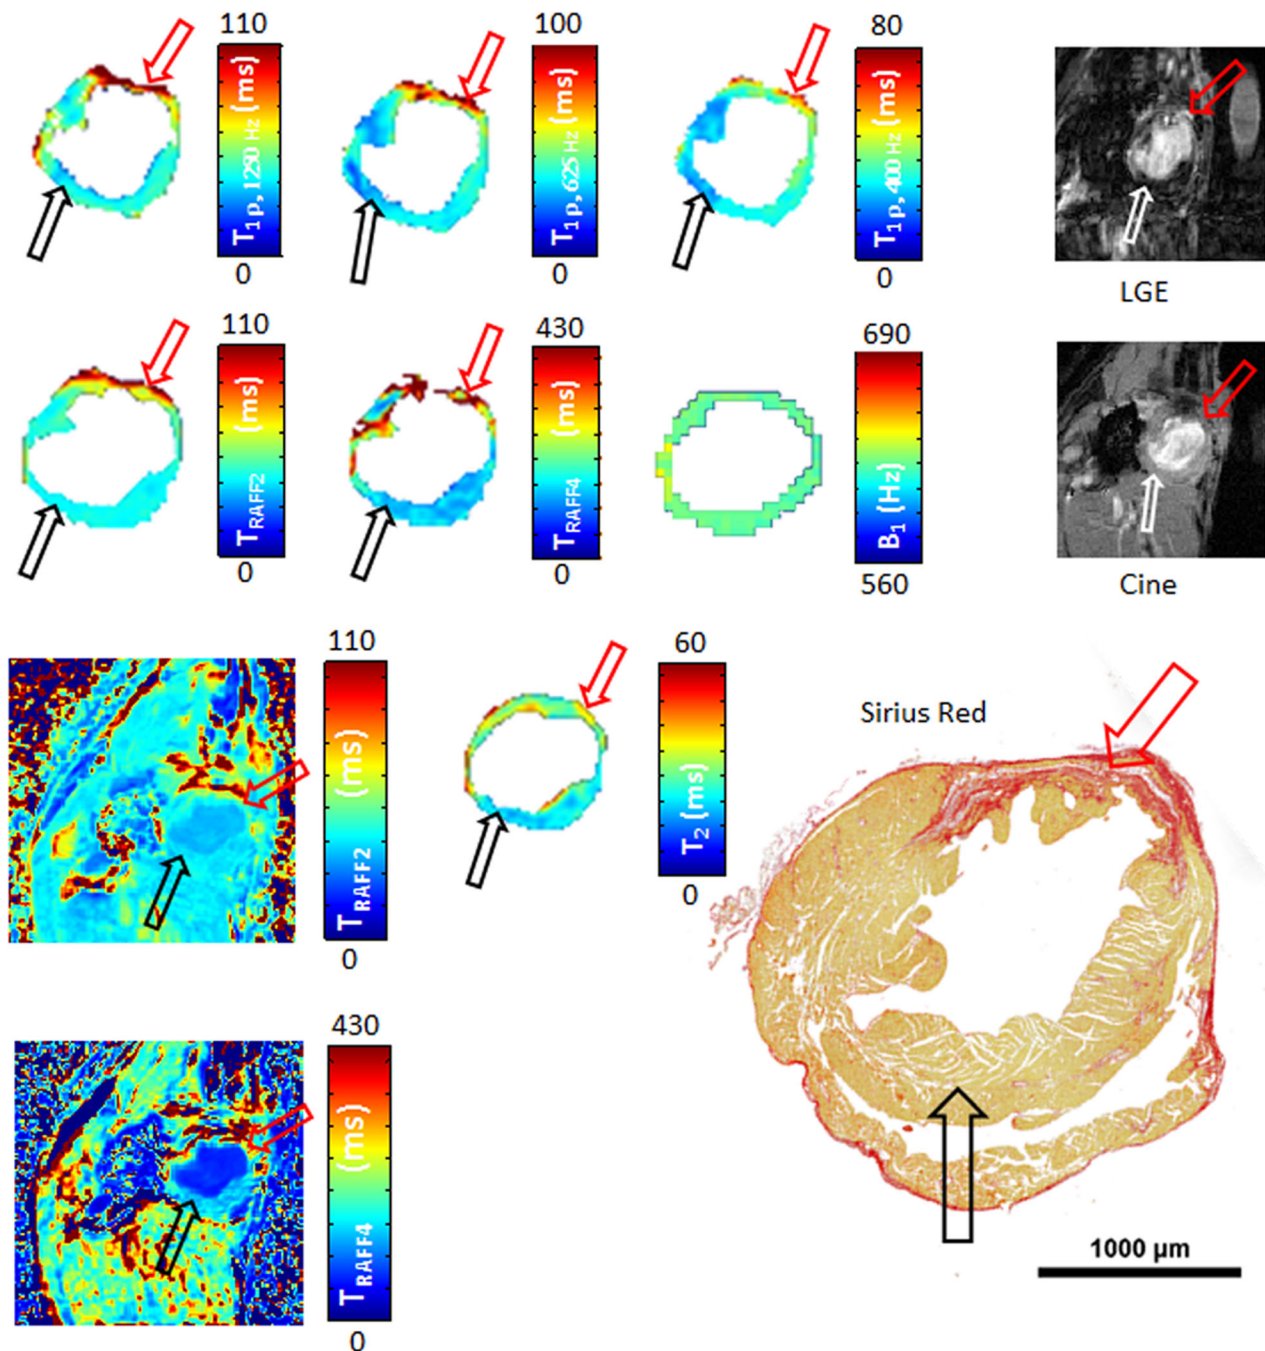 110
T1ρ, 1250 Hz (ms)
0
100
T1ρ, 625 Hz (ms)
0
80
T1ρ, 400 Hz (ms)
0
LGE
110
TRAFF2 (ms)
0
430
TRAFF4 (ms)
0
690
B1 (Hz)
560
Cine
110
TRAFF2 (ms)
0
60
T2 (ms)
0
Sirius Red
430
TRAFF4 (ms)
0
1000 µm